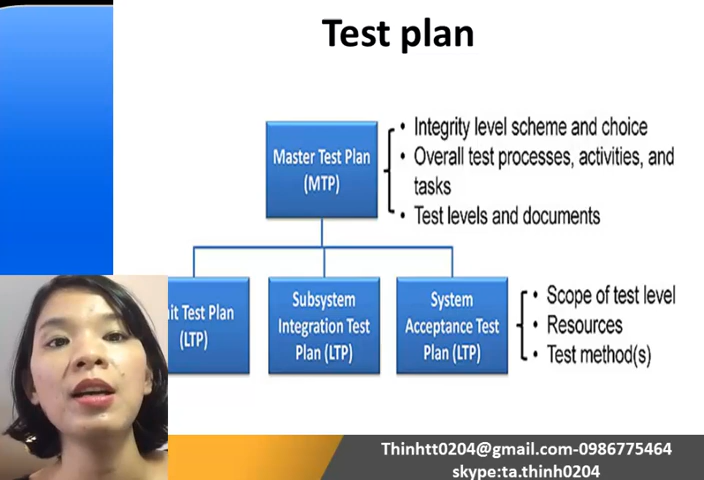 Test plan
Master Test Plan
(MTP)
• Integrity level scheme and choice
• Overall test processes, activities, and
tasks
• Test levels and documents
Test Plan
(LTP)
Subsystem
Integration Test
Plan (LTP)
System
Acceptance Test
Plan (LTP)
• Scope of test level
• Resources
• Test method(s)
Thinhtt0204@gmail.com-0986775464
skype:ta.thinh0204